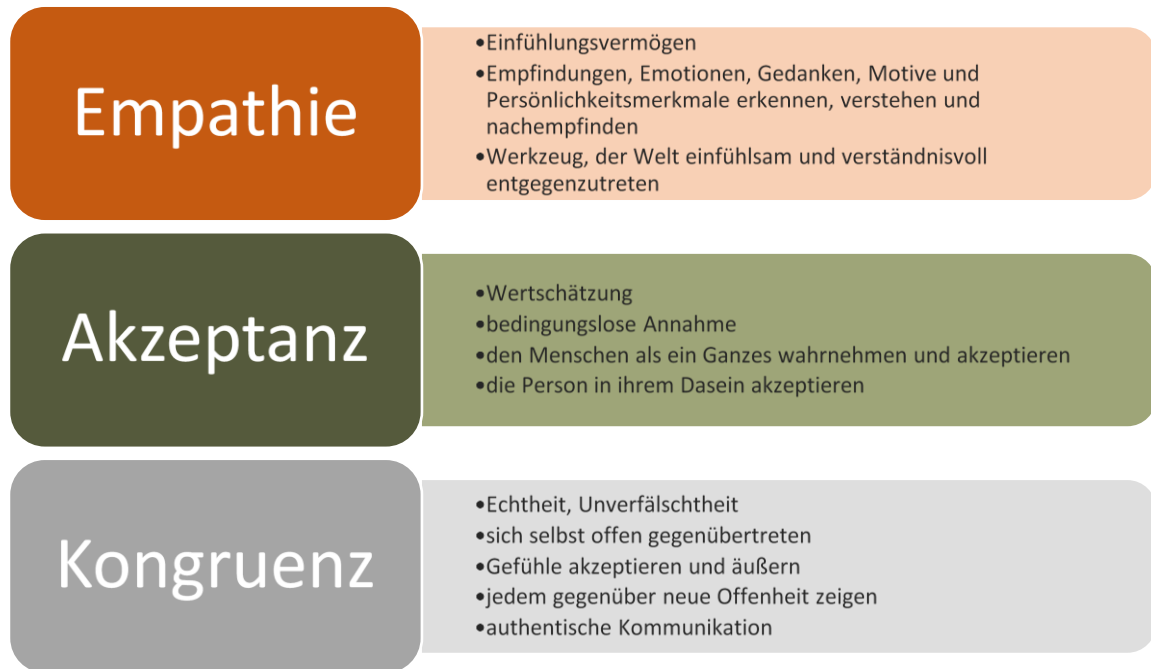 Empathie
•Einfühlungsvermögen
•Empfindungen, Emotionen, Gedanken, Motive und
Persönlichkeitsmerkmale erkennen, verstehen und
nachempfinden
•Werkzeug, der Welt einfühlsam und verständnisvoll
entgegenzutreten
Akzeptanz
•Wertschätzung
•bedingungslose Annahme
•den Menschen als ein Ganzes wahrnehmen und akzeptieren
•die Person in ihrem Dasein akzeptieren
Kongruenz
•Echtheit, Unverfälschtheit
•sich selbst offen gegenübertreten
•Gefühle akzeptieren und äußern
•jedem gegenüber neue Offenheit zeigen
•authentische Kommunikation